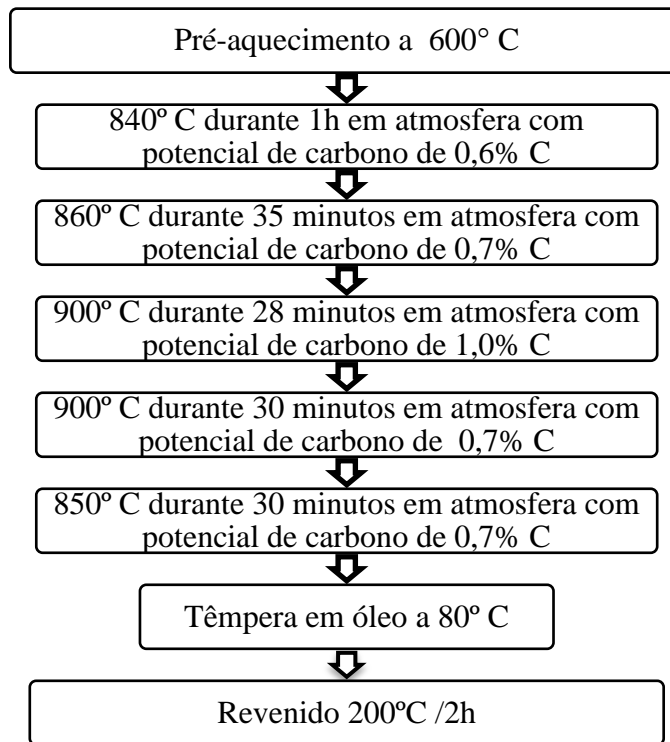 Pré-aquecimento a 600° C
840º C durante 1h em atmosfera com
potencial de carbono de 0,6% C
860º C durante 35 minutos em atmosfera com
potencial de carbono de 0,7% C
900º C durante 28 minutos em atmosfera com
potencial de carbono de 1,0% C
900º C durante 30 minutos em atmosfera com
potencial de carbono de 0,7% C
850º C durante 30 minutos em atmosfera com
potencial de carbono de 0,7% C
Têmpera em óleo a 80º C
Revenido 200ºC /2h